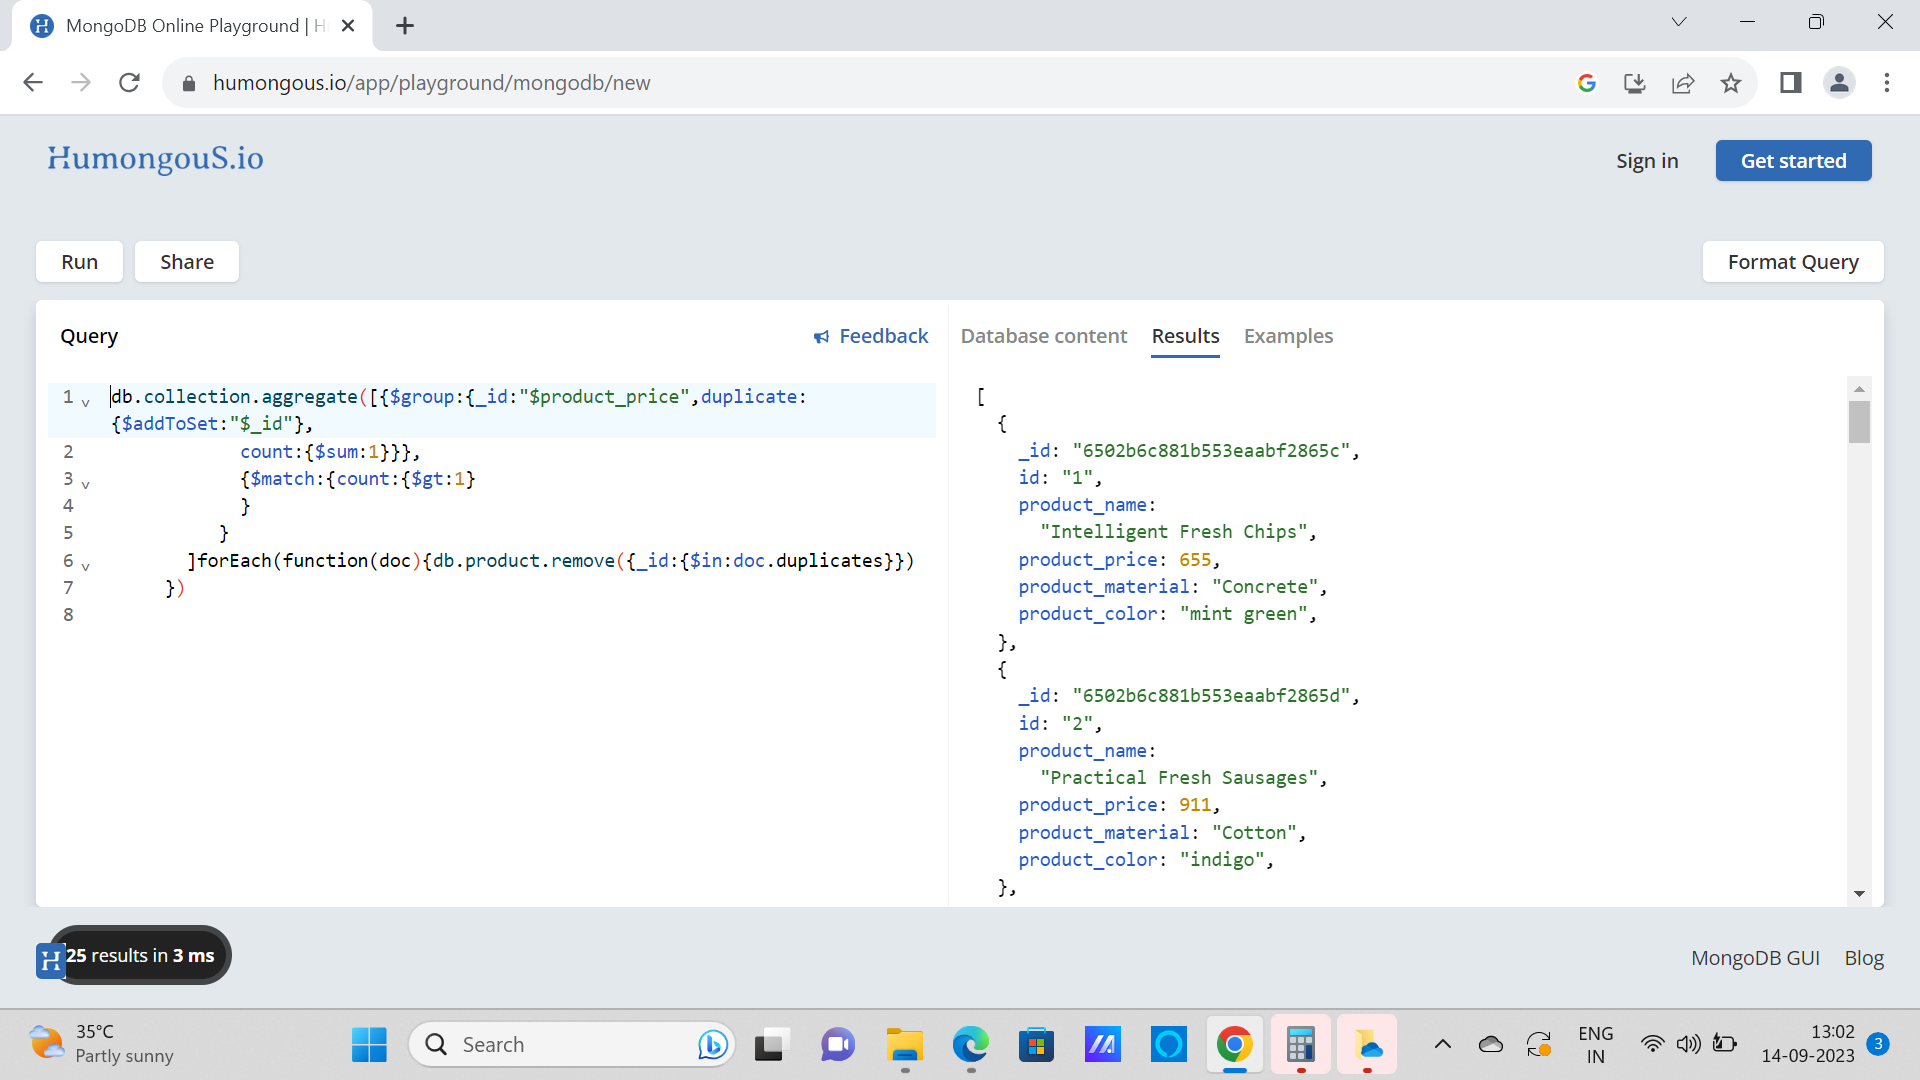 MongoDB Online Playground | H
humongous.io/app/playground/mongodb/new
HumongouS.io
Sign in
Get started
Run
Share
Format Query
Query
Feedback
Database content
Results
Examples
1 db.collection.aggregate([{$group:{_id:"$product_price",duplicate:
{$addToSet:"$_id"},
2 count:{$sum:1}}},
3 {$match:{count:{$gt:1}
4 }
5 }
6 ]forEach(function(doc){db.product.remove({_id:{$in:doc.duplicates}})
7 })
8
[
{
_id: "6502b6c881b553eaabf2865c",
id: "1",
product_name:
"Intelligent Fresh Chips",
product_price: 655,
product_material: "Concrete",
product_color: "mint green",
},
{
_id: "6502b6c881b553eaabf2865d",
id: "2",
product_name:
"Practical Fresh Sausages",
product_price: 911,
product_material: "Cotton",
product_color: "indigo",
},
H
25 results in 3 ms
MongoDB GUI
Blog
35°C
Partly sunny
Search
ENG
IN
13:02
14-09-2023
3